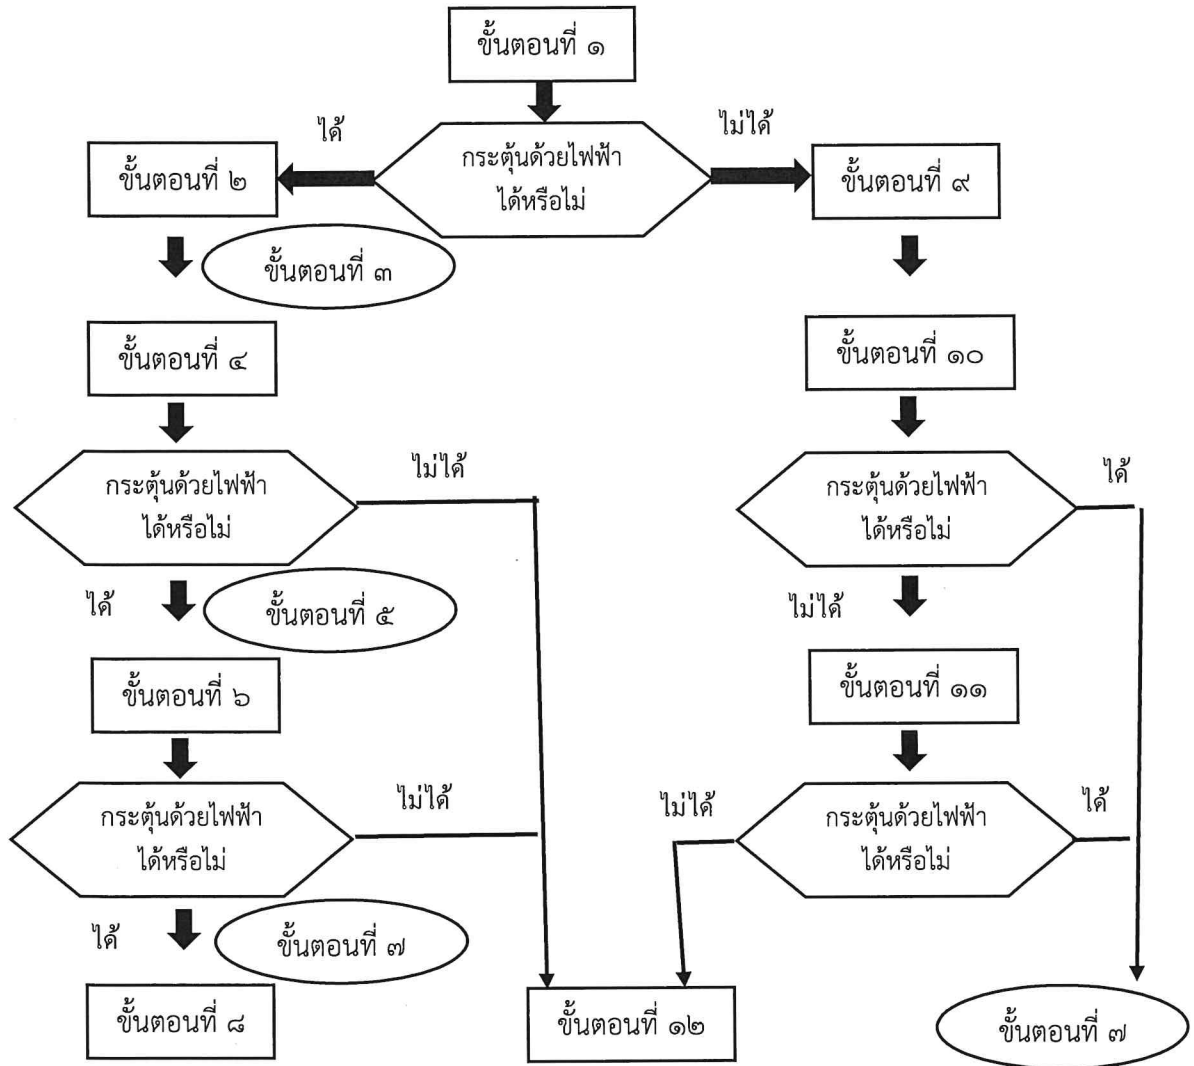 ขั้นตอนที่ ๑
ได้
ไม่ได้
กระตุ้นด้วยไฟฟ้า
ได้หรือไม่
ขั้นตอนที่ ๒
ขั้นตอนที่ ๙
ขั้นตอนที่ ๓
ขั้นตอนที่ ๔
ขั้นตอนที่ ๑๐
กระตุ้นด้วยไฟฟ้า
ได้หรือไม่
ไม่ได้
กระตุ้นด้วยไฟฟ้า
ได้หรือไม่
ได้
ได้
ขั้นตอนที่ ๕
ไม่ได้
ขั้นตอนที่ ๖
ขั้นตอนที่ ๑๑
กระตุ้นด้วยไฟฟ้า
ได้หรือไม่
ไม่ได้
ไม่ได้
กระตุ้นด้วยไฟฟ้า
ได้หรือไม่
ได้
ได้
ขั้นตอนที่ ๗
ขั้นตอนที่ ๘
ขั้นตอนที่ ๑๒
ขั้นตอนที่ ๗